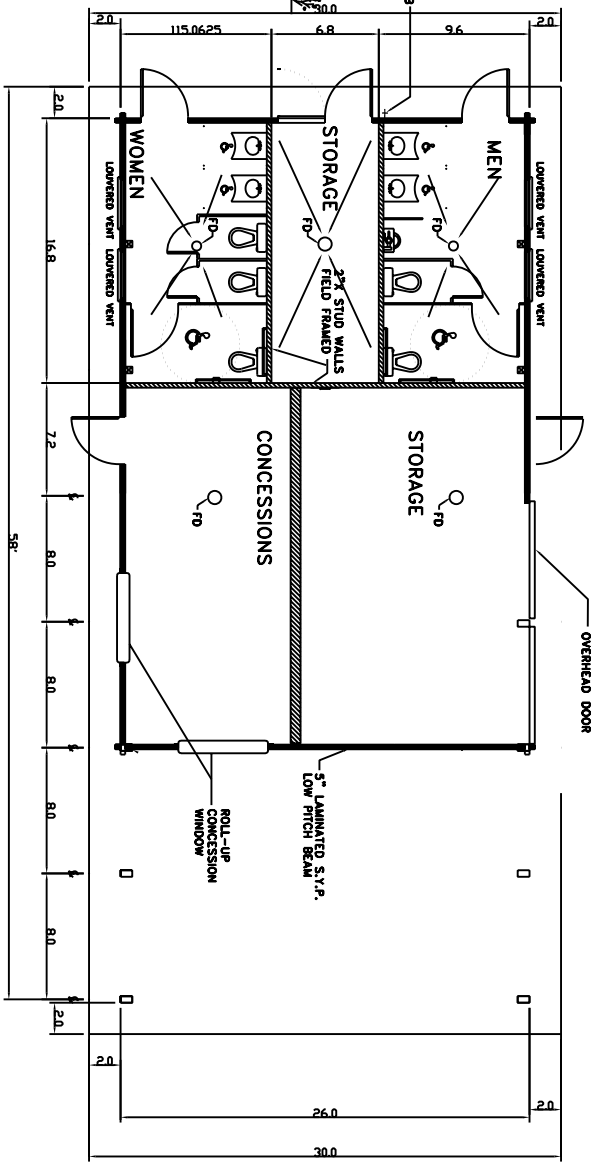 30.0
2.0
115.0625
6.8
9.6
2.0
2.0
WOMEN
STORAGE
MEN
LOUVERED VENT
LOUVERED VENT
LOUVERED VENT
LOUVERED VENT
FD
FD
FD
16.8
2"X STUD WALLS
FIELD FRAMED
7.2
CONCESSIONS
STORAGE
FD
FD
8.0
58'
OVERHEAD DOOR
8.0
5" LAMINATED S.Y.P.
LOW PITCH BEAM
ROLL-UP
CONCESSION
WINDOW
8.0
8.0
2.0
2.0
26.0
2.0
30.0